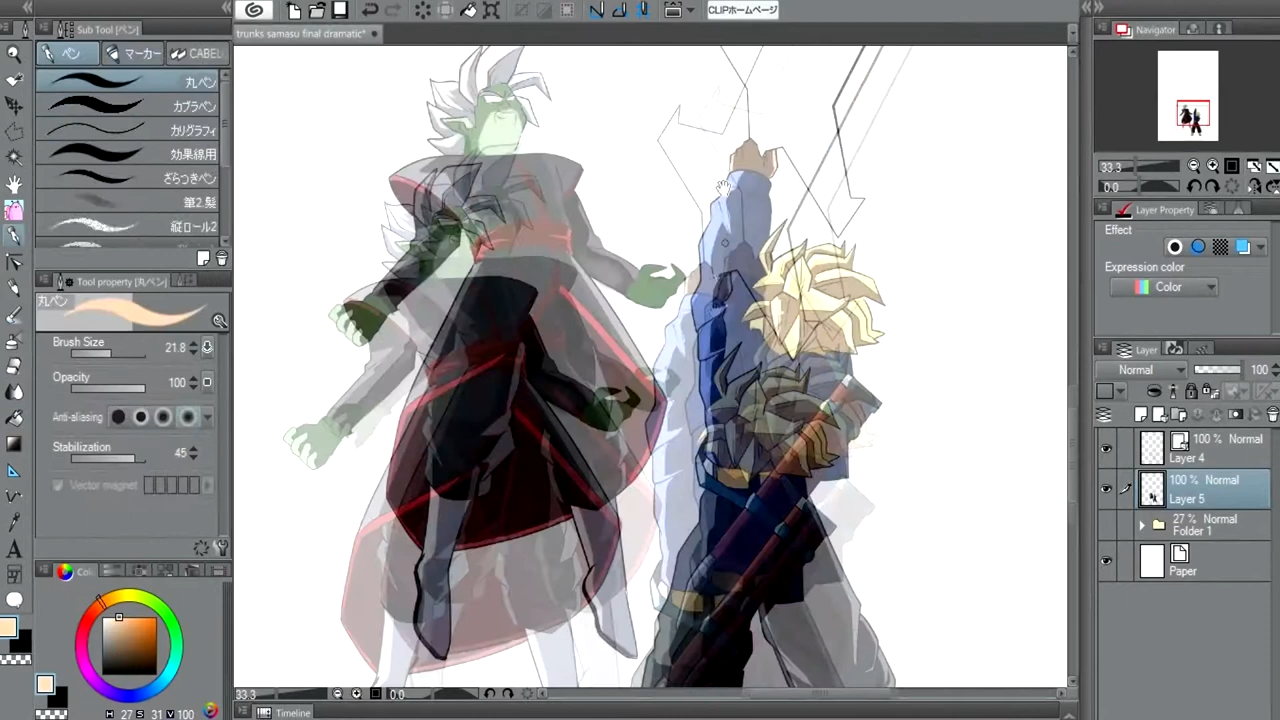 Sub Tool [ペン]
CLIPホームページ
trunks samasu final dramatic*
ペン
マーカー
CABEL
丸ペン
カブラペン
カリグラフィ
効果線用
ざらつきペン
筆2.髪
縦ロール2
Tool property [丸ペン]
丸ペン
Brush Size
21.8
Opacity
100
Anti-aliasing
Stabilization
45
Vector magnet
H 27 S 31 V 100
33.3
0.0
Timeline
Navigator
33.3
0.0
Layer Property
Effect
Expression color
Color
Layer
Normal
100
100 % Normal
Layer 4
100 % Normal
Layer 5
27 % Normal
Folder 1
Paper